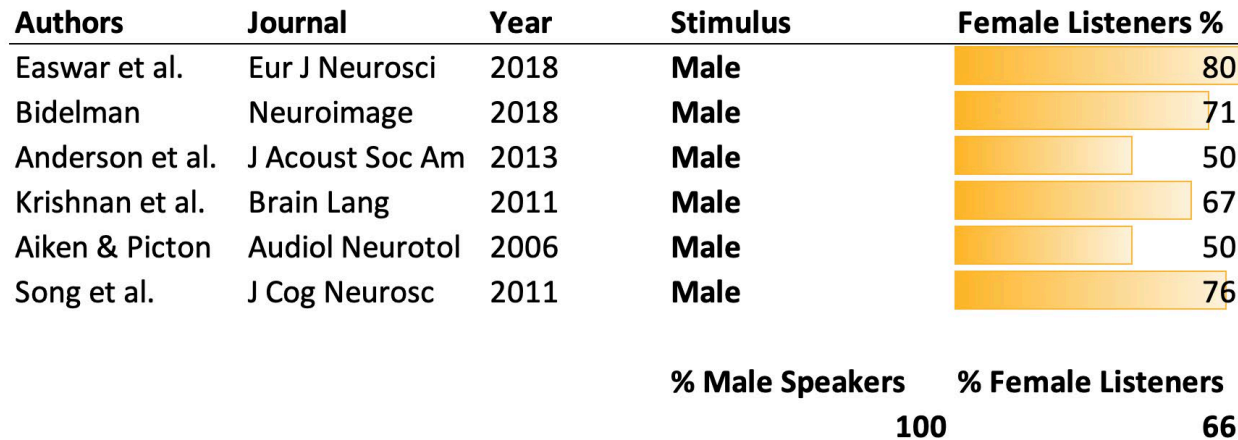 Authors Journal Year Stimulus Female Listeners %
Easwar et al. Eur J Neurosci 2018 Male 80
Bidelman Neuroimage 2018 Male 71
Anderson et al. J Acoust Soc Am 2013 Male 50
Krishnan et al. Brain Lang 2011 Male 67
Aiken & Picton Audiol Neurotol 2006 Male 50
Song et al. J Cog Neurosc 2011 Male 76
% Male Speakers % Female Listeners
100 66